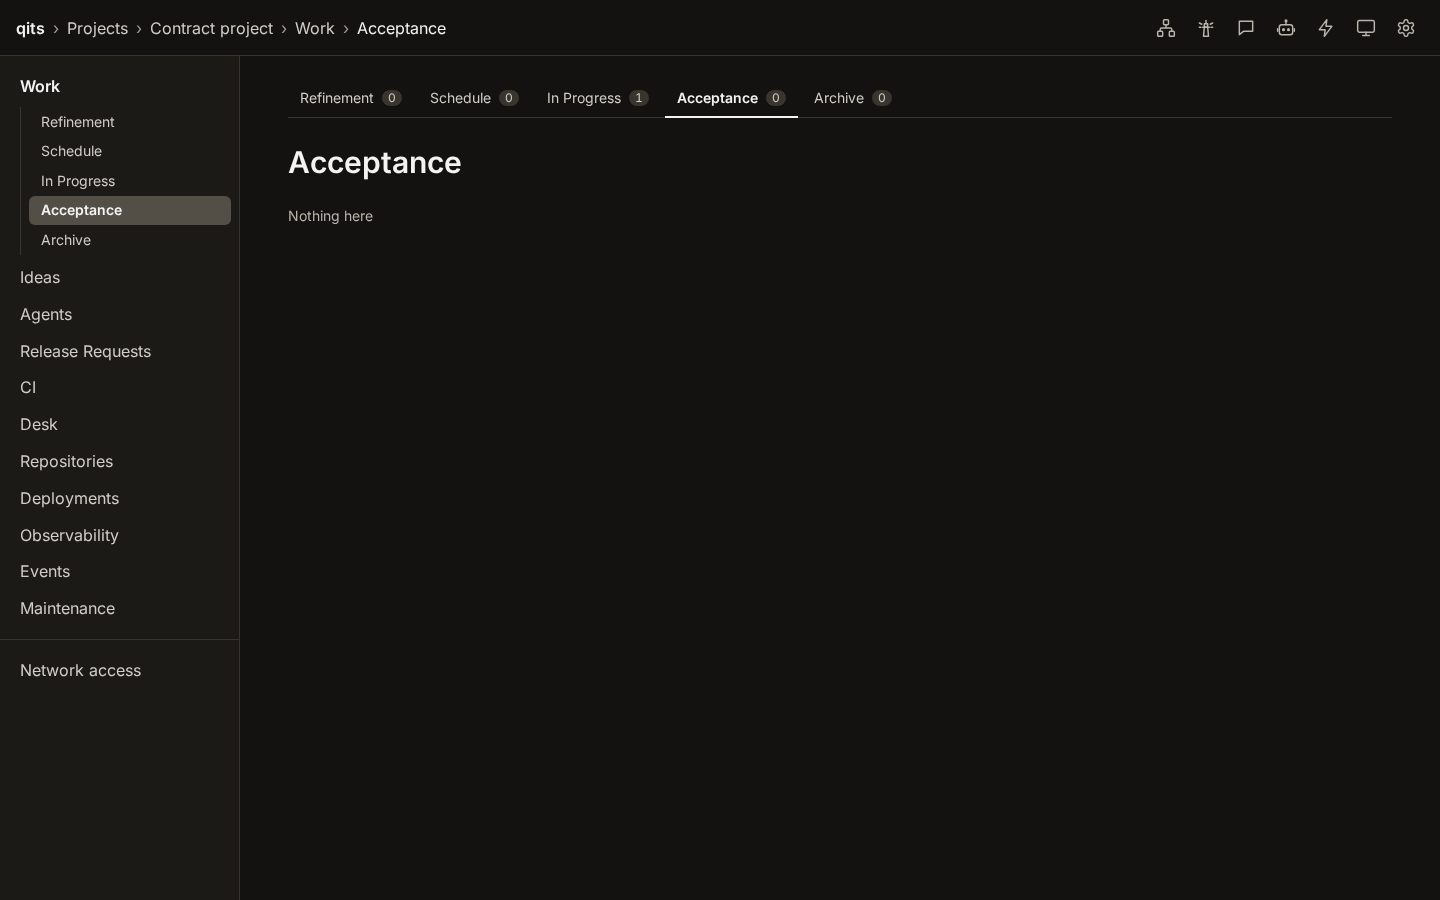 qits › Projects › Contract project › Work › Acceptance
Work
Refinement
Schedule
In Progress
Acceptance
Archive
Ideas
Agents
Release Requests
CI
Desk
Repositories
Deployments
Observability
Events
Maintenance
Network access
Refinement 0 Schedule 0 In Progress 1 Acceptance 0 Archive 0
Acceptance
Nothing here